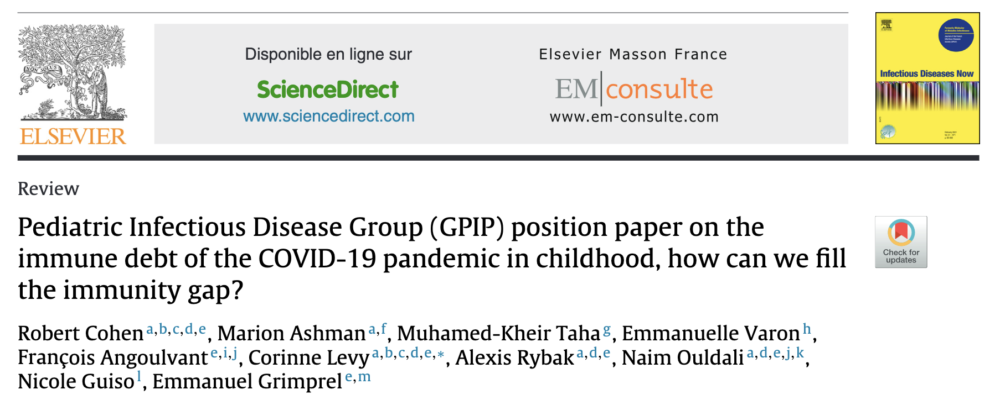 NON SOLUS
ELSEVIER
Disponible en ligne sur
ScienceDirect
www.sciencedirect.com
Elsevier Masson France
EM|consulte
www.em-consulte.com
Infectious Diseases Now
Review
Pediatric Infectious Disease Group (GPIP) position paper on the
immune debt of the COVID-19 pandemic in childhood, how can we fill
the immunity gap?
Check for
updates
Robert Cohen a,b,c,d,e, Marion Ashman a,f, Muhamed-Kheir Taha g, Emmanuelle Varon h,
François Angoulvant e,i,j, Corinne Levy a,b,c,d,e,*, Alexis Rybak a,d,e, Naim Ouldali a,d,e,j,k,
Nicole Guiso l, Emmanuel Grimprel e,m